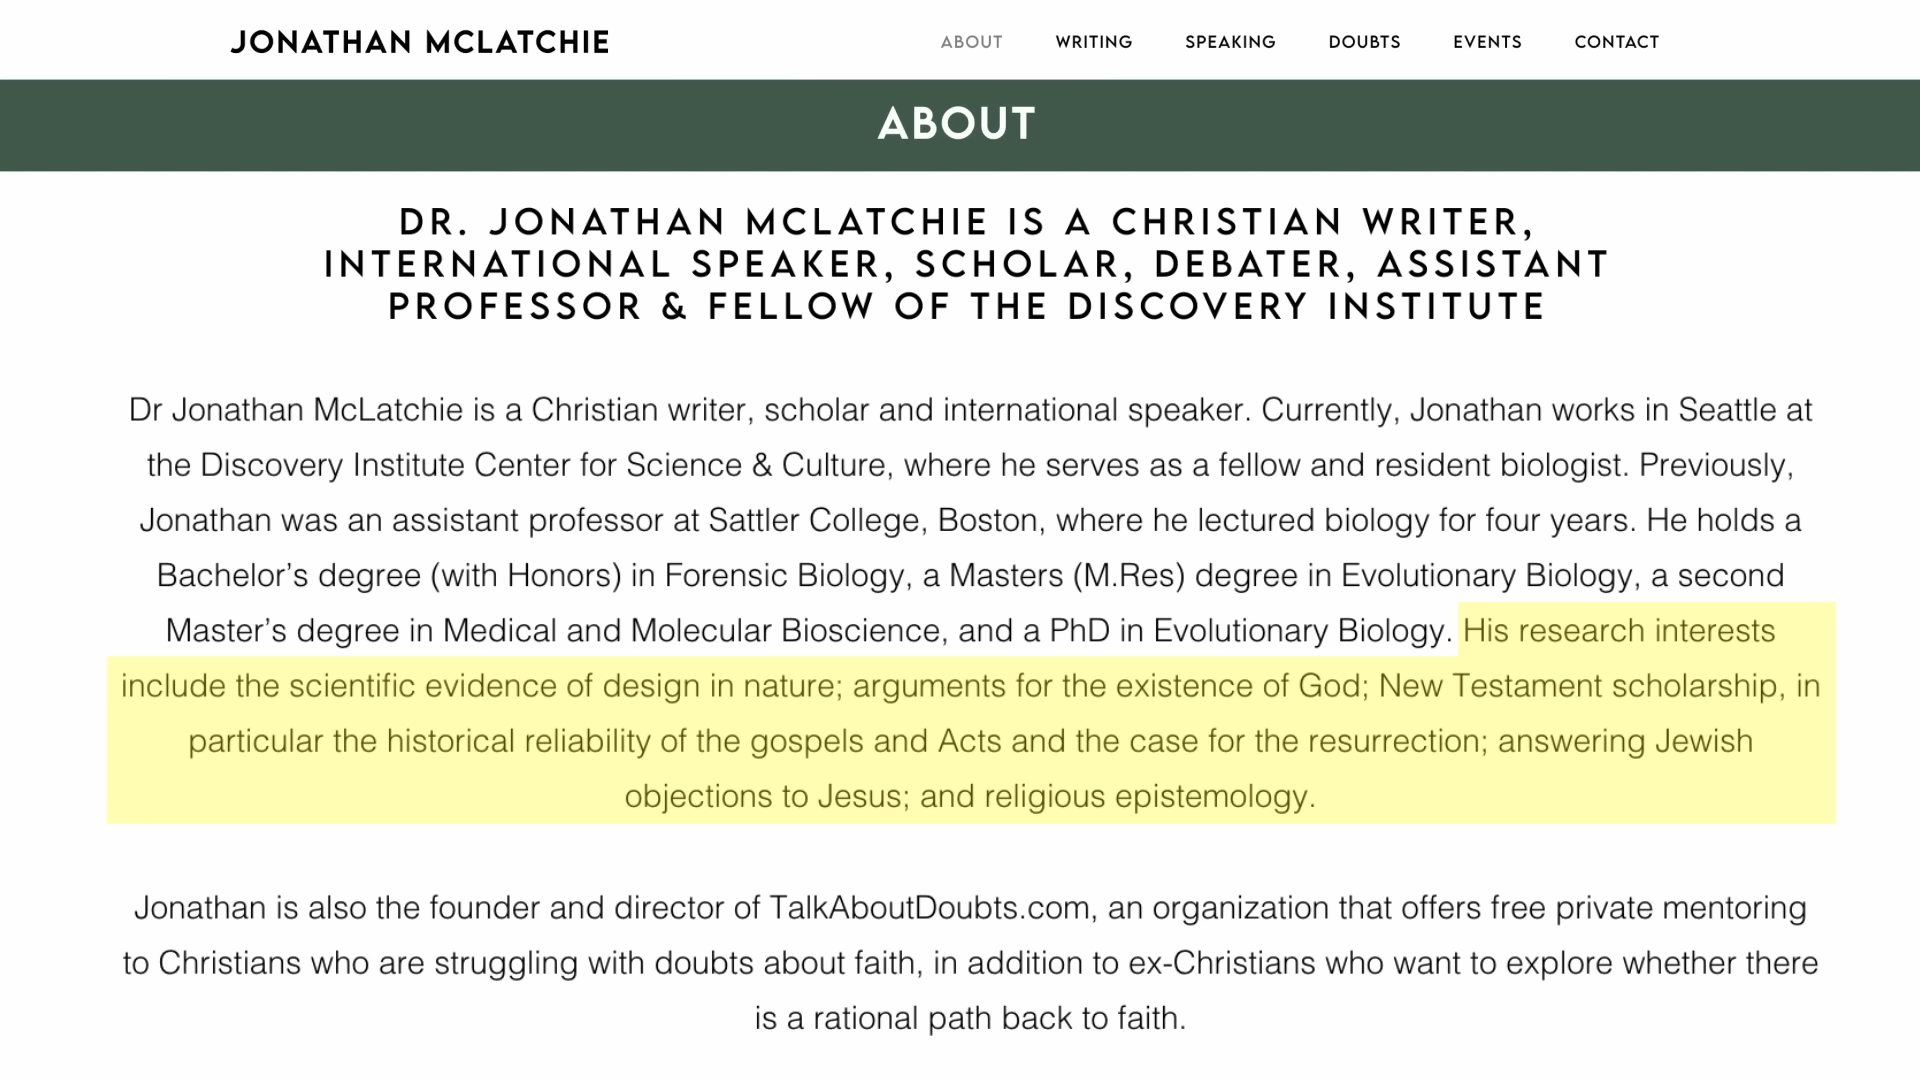 JONATHAN MCLATCHIE
ABOUT WRITING SPEAKING DOUBTS EVENTS CONTACT
ABOUT
DR. JONATHAN MCLATCHIE IS A CHRISTIAN WRITER,
INTERNATIONAL SPEAKER, SCHOLAR, DEBATER, ASSISTANT
PROFESSOR & FELLOW OF THE DISCOVERY INSTITUTE
Dr Jonathan McLatchie is a Christian writer, scholar and international speaker. Currently, Jonathan works in Seattle at
the Discovery Institute Center for Science & Culture, where he serves as a fellow and resident biologist. Previously,
Jonathan was an assistant professor at Sattler College, Boston, where he lectured biology for four years. He holds a
Bachelor’s degree (with Honors) in Forensic Biology, a Masters (M.Res) degree in Evolutionary Biology, a second
Master’s degree in Medical and Molecular Bioscience, and a PhD in Evolutionary Biology. His research interests
include the scientific evidence of design in nature; arguments for the existence of God; New Testament scholarship, in
particular the historical reliability of the gospels and Acts and the case for the resurrection; answering Jewish
objections to Jesus; and religious epistemology.
Jonathan is also the founder and director of TalkAboutDoubts.com, an organization that offers free private mentoring
to Christians who are struggling with doubts about faith, in addition to ex-Christians who want to explore whether there
is a rational path back to faith.